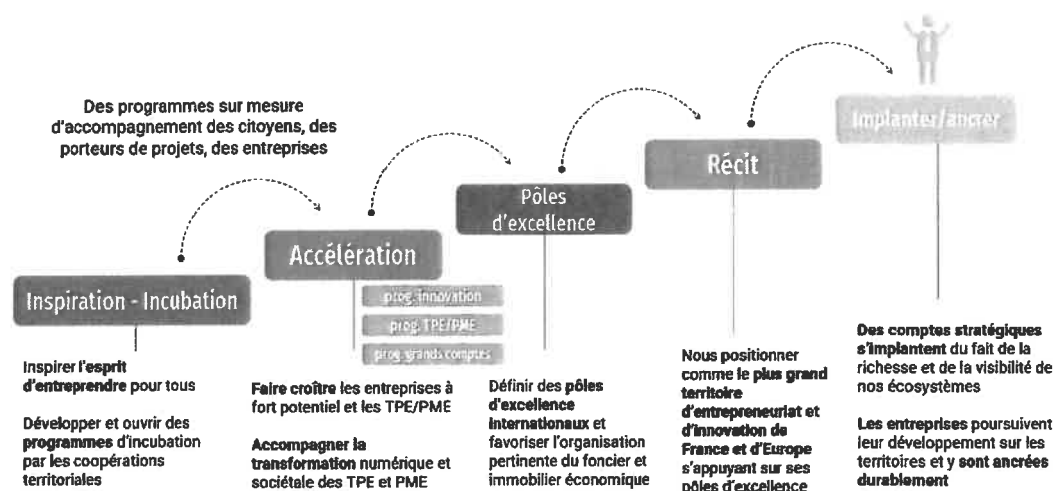 Des programmes sur mesure
d'accompagnement des citoyens, des
porteurs de projets, des entreprises
Inspiration - Incubation
Inspirer l'esprit
d'entreprendre pour tous
Développer et ouvrir des
programmes d'incubation
par les coopérations
territoriales
Accélération
prog. innovation
prog. TPE/PME
prog. grands comptes
Faire croître les entreprises à
fort potentiel et les TPE/PME
Accompagner la
transformation numérique et
sociétale des TPE et PME
Pôles
d'excellence
Définir des pôles
d'excellence
internationaux et
favoriser l'organisation
pertinente du foncier et
immobilier économique
Récit
Nous positionner
comme le plus grand
territoire
d'entrepreneuriat et
d'innovation de
France et d'Europe
s'appuyant sur ses
pôles d'excellence
Implanter/ancrer
Des comptes stratégiques
s'implantent du fait de la
richesse et de la visibilité de
nos écosystèmes
Les entreprises poursuivent
leur développement sur les
territoires et y sont ancrées
durablement